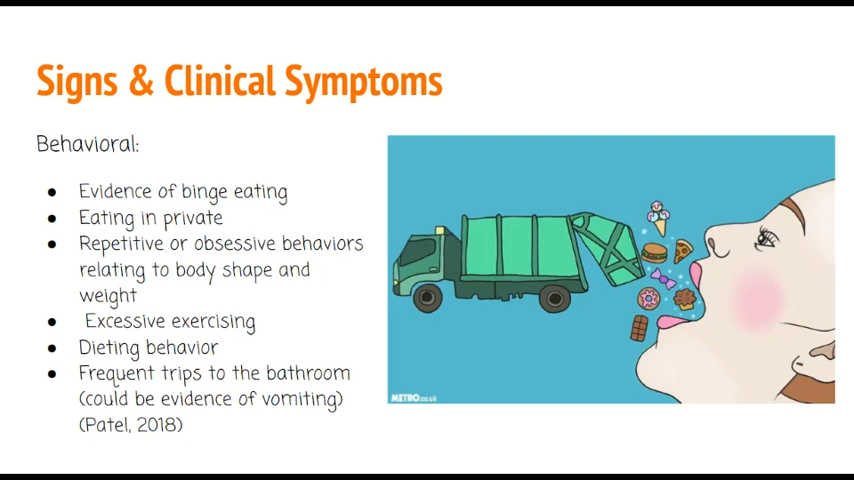 Signs & Clinical Symptoms
Behavioral:
● Evidence of binge eating
● Eating in private
● Repetitive or obsessive behaviors
relating to body shape and
weight
● Excessive exercising
● Dieting behavior
● Frequent trips to the bathroom
(could be evidence of vomiting)
(Patel, 2018)
METRO.co.uk